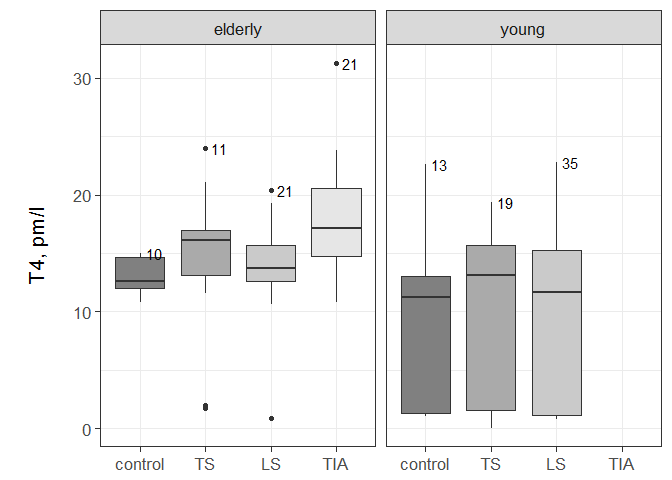 elderly
young
T4, pm/l
30
20
10
0
21
11
21
10
13
19
35
control TS LS TIA
control TS LS TIA